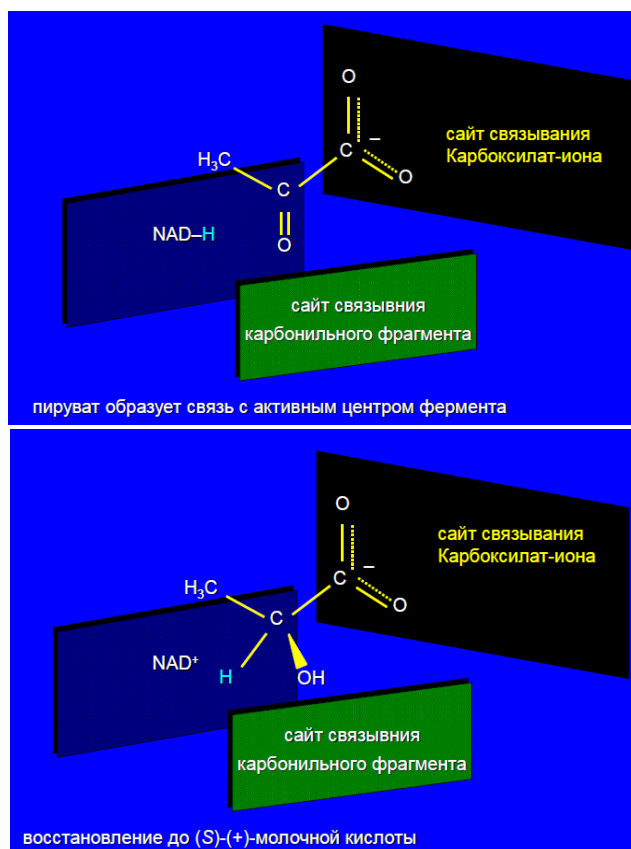 O
C
–
O
H₃C
C
O
сайт связывания
Карбоксилат-иона
NAD–H
сайт связывния
карбонильного фрагмента
пируват образует связь с активным центром фермента
O
C
–
O
H₃C
C
H
OH
сайт связывания
Карбоксилат-иона
NAD⁺
сайт связывния
карбонильного фрагмента
восстановление до (S)-(+)-молочной кислоты